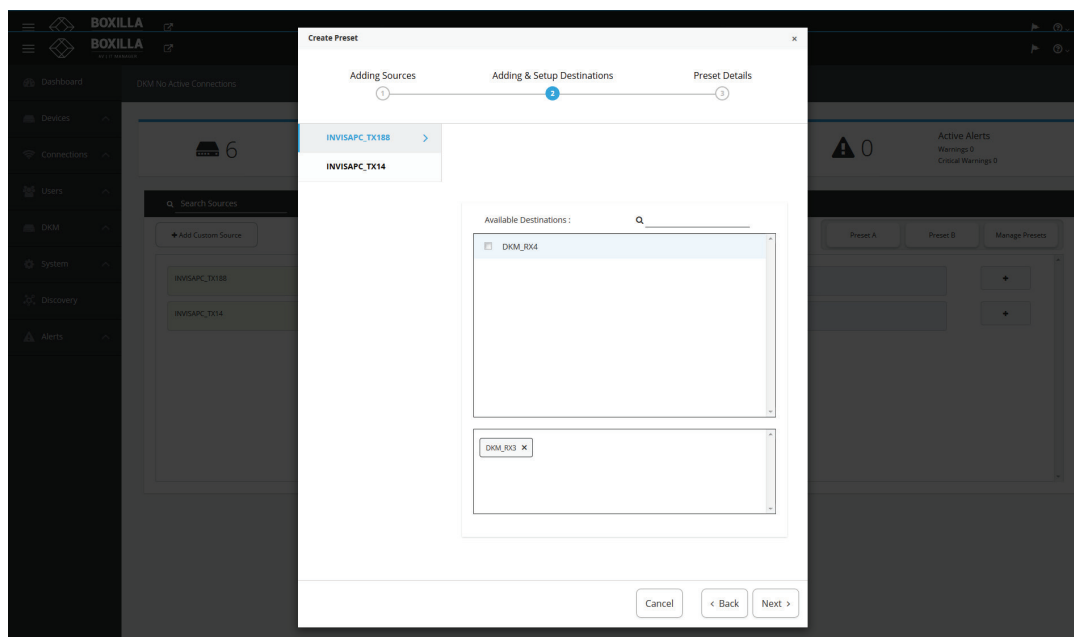 BOXILLA
BOXILLA
Dashboard
Devices
Connections
Users
DKM
System
Discovery
Alerts
DKM No Active Connections
6
0
Active Alerts
Warnings 0
Critical Warnings 0
Search Sources
+ Add Custom Source
Preset A
Preset B
Manage Presets
INVISAPC_TX188
+
INVISAPC_TX14
+
Create Preset
×
Adding Sources
Adding & Setup Destinations
Preset Details
1
2
3
INVISAPC_TX188 >
INVISAPC_TX14
Available Destinations :
DKM_RX4
DKM_RX3 ×
Cancel
< Back
Next >